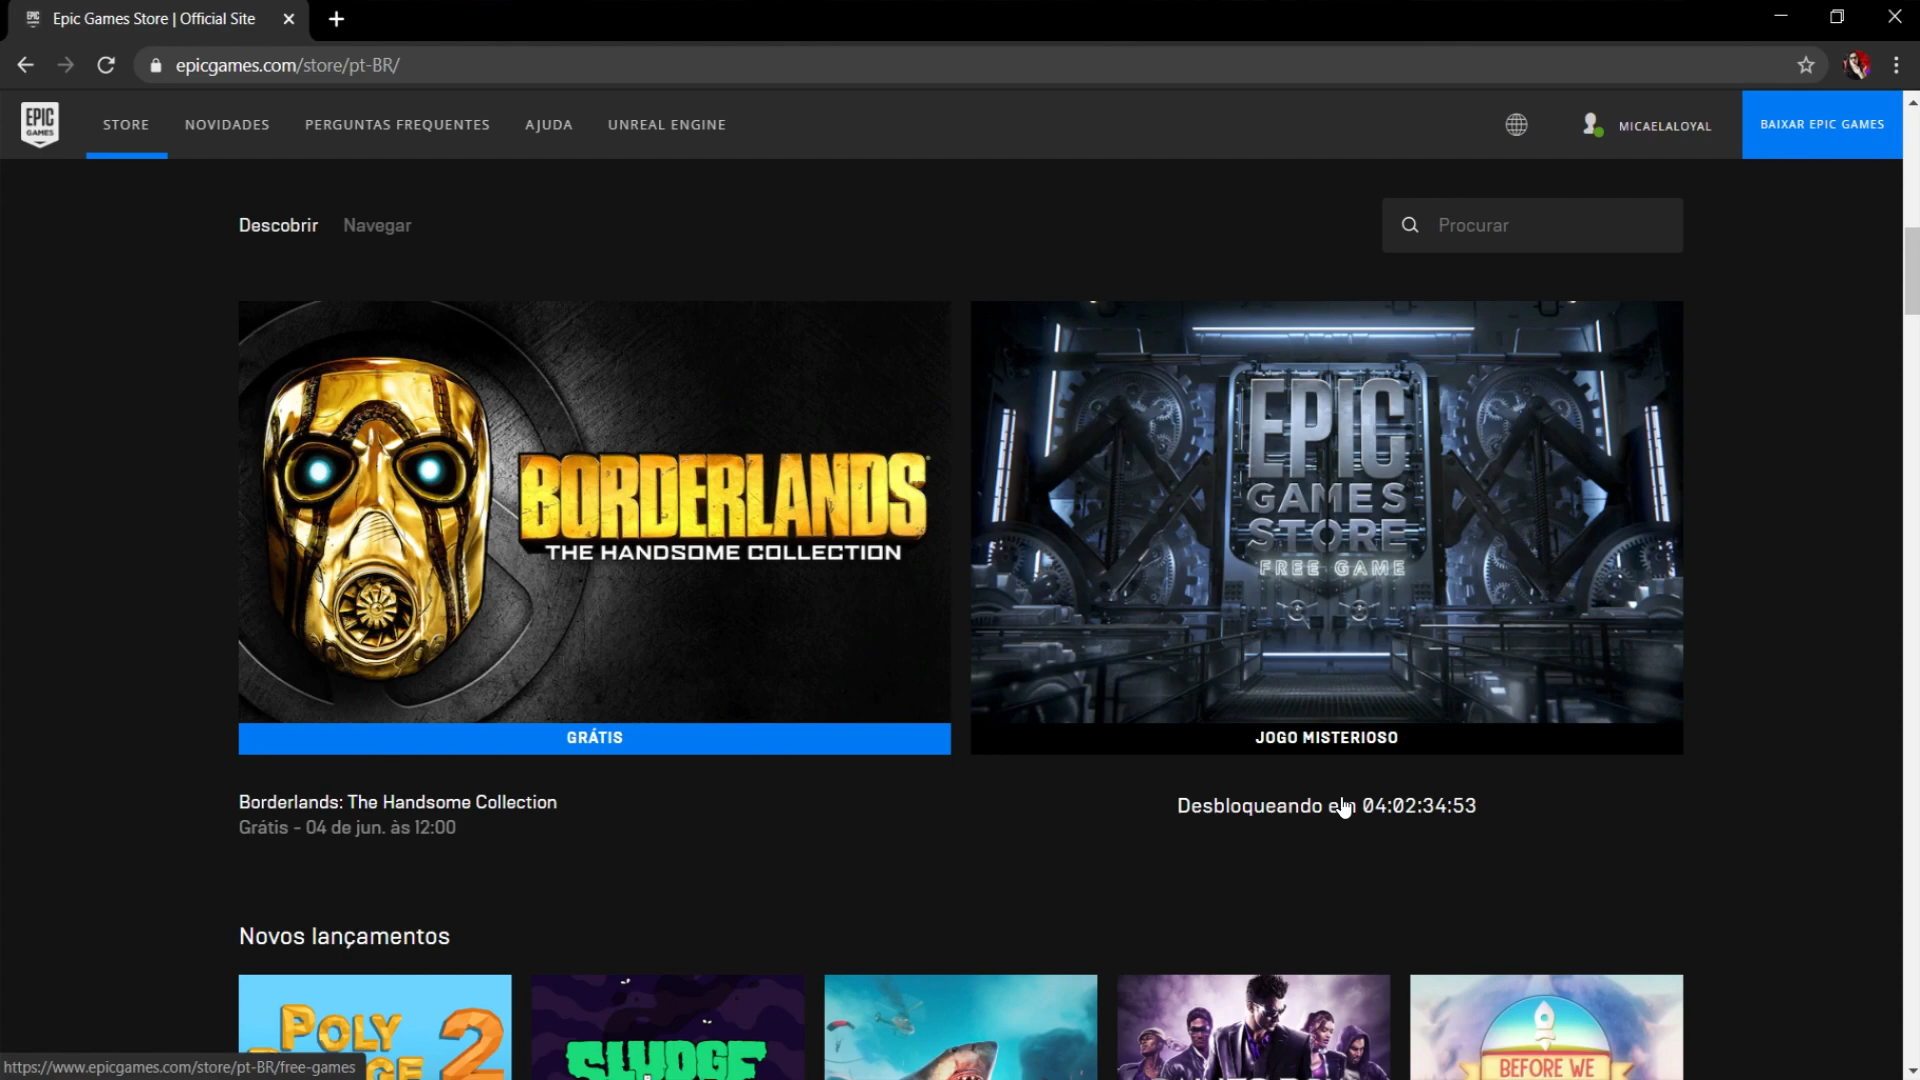 Epic Games Store | Official Site
epicgames.com/store/pt-BR/
EPIC
GAMES
STORE
NOVIDADES
PERGUNTAS FREQUENTES
AJUDA
UNREAL ENGINE
MICAELALOYAL
BAIXAR EPIC GAMES
Descobrir
Navegar
Procurar
BORDERLANDS
THE HANDSOME COLLECTION
EPIC
GAMES
STORE
FREE GAME
GRÁTIS
JOGO MISTERIOSO
Borderlands: The Handsome Collection
Grátis - 04 de jun. às 12:00
Desbloqueando em 04:02:34:53
Novos lançamentos
POLY
2
SLUDGE
BEFORE WE
https://www.epicgames.com/store/pt-BR/free-games